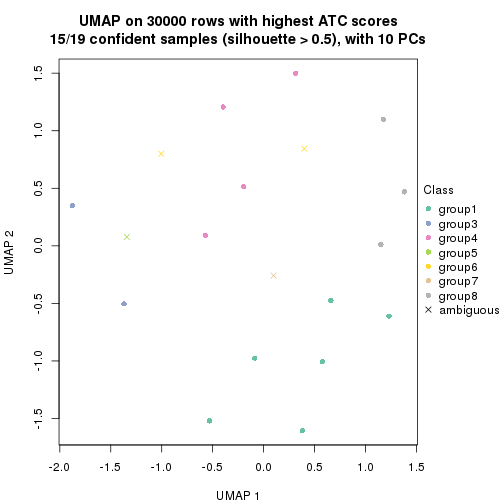 UMAP on 30000 rows with highest ATC scores
15/19 confident samples (silhouette > 0.5), with 10 PCs
UMAP 2
1.5
1.0
0.5
0.0
-0.5
-1.0
-1.5
-2.0 -1.5 -1.0 -0.5 0.0 0.5 1.0 1.5
UMAP 1
Class
group1
group3
group4
group5
group6
group7
group8
ambiguous